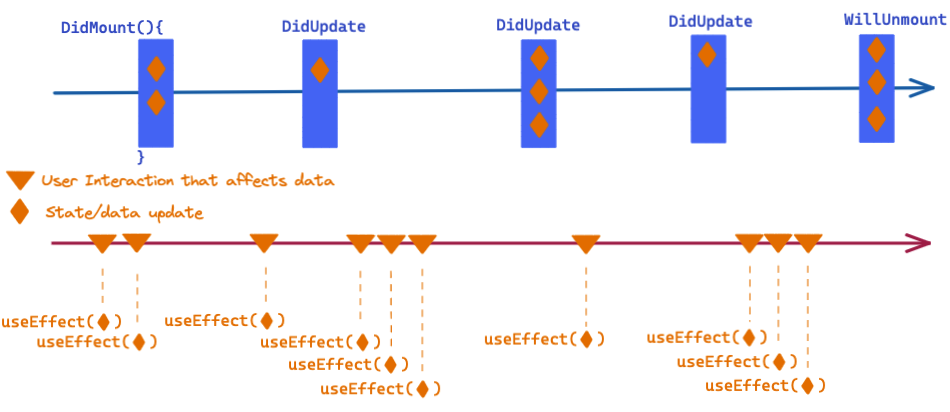 DidMount(){
DidUpdate
DidUpdate
DidUpdate
WillUnmount
}
User Interaction that affects data
State/data update
useEffect(♦)
useEffect(♦)
useEffect(♦)
useEffect(♦)
useEffect(♦)
useEffect(♦)
useEffect(♦)
useEffect(♦)
useEffect(♦)
useEffect(♦)